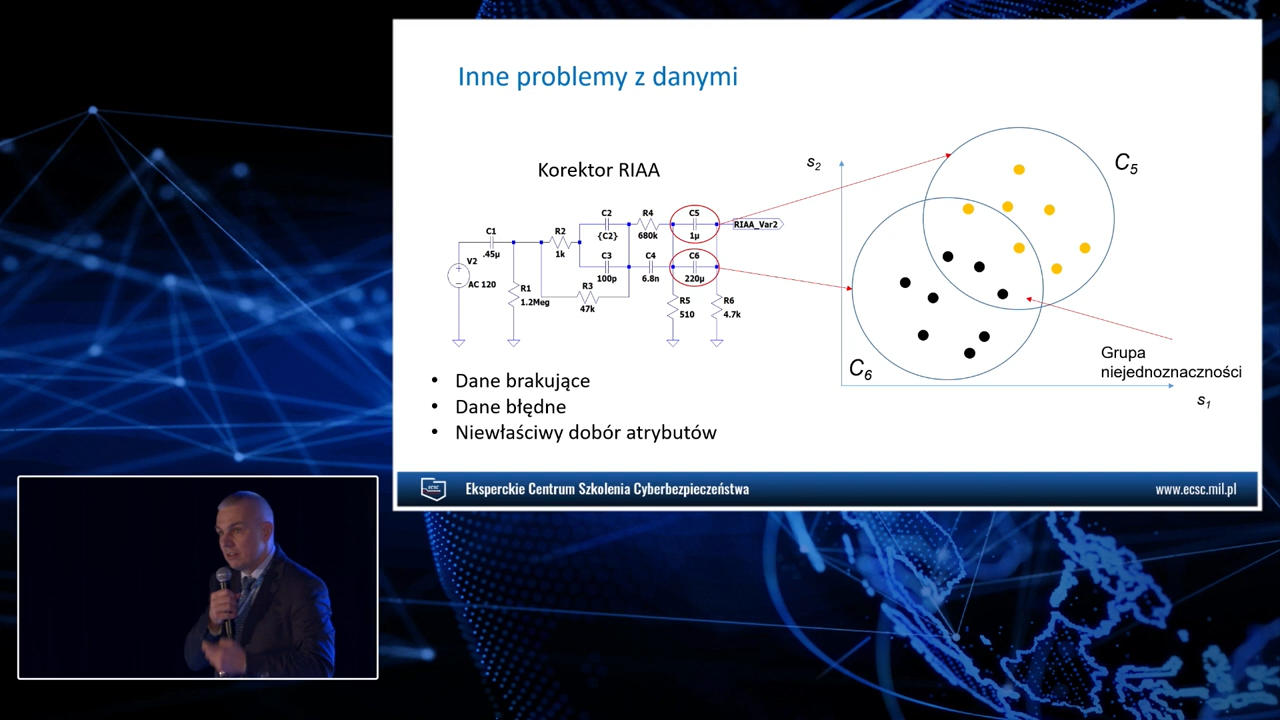 Inne problemy z danymi
Korektor RIAA
C1
.45µ
V2
AC 120
R1
1.2Meg
R2
1k
C2
{C2}
C3
100p
R3
47k
R4
680k
C4
6.8n
C5
1µ
C6
220µ
RIAA_Var2
R5
510
R6
4.7k
s2
C5
C6
Grupa
niejednoznaczności
s1
• Dane brakujące
• Dane błędne
• Niewłaściwy dobór atrybutów
ecsc
Eksperckie Centrum Szkolenia Cyberbezpieczeństwa
www.ecsc.mil.pl